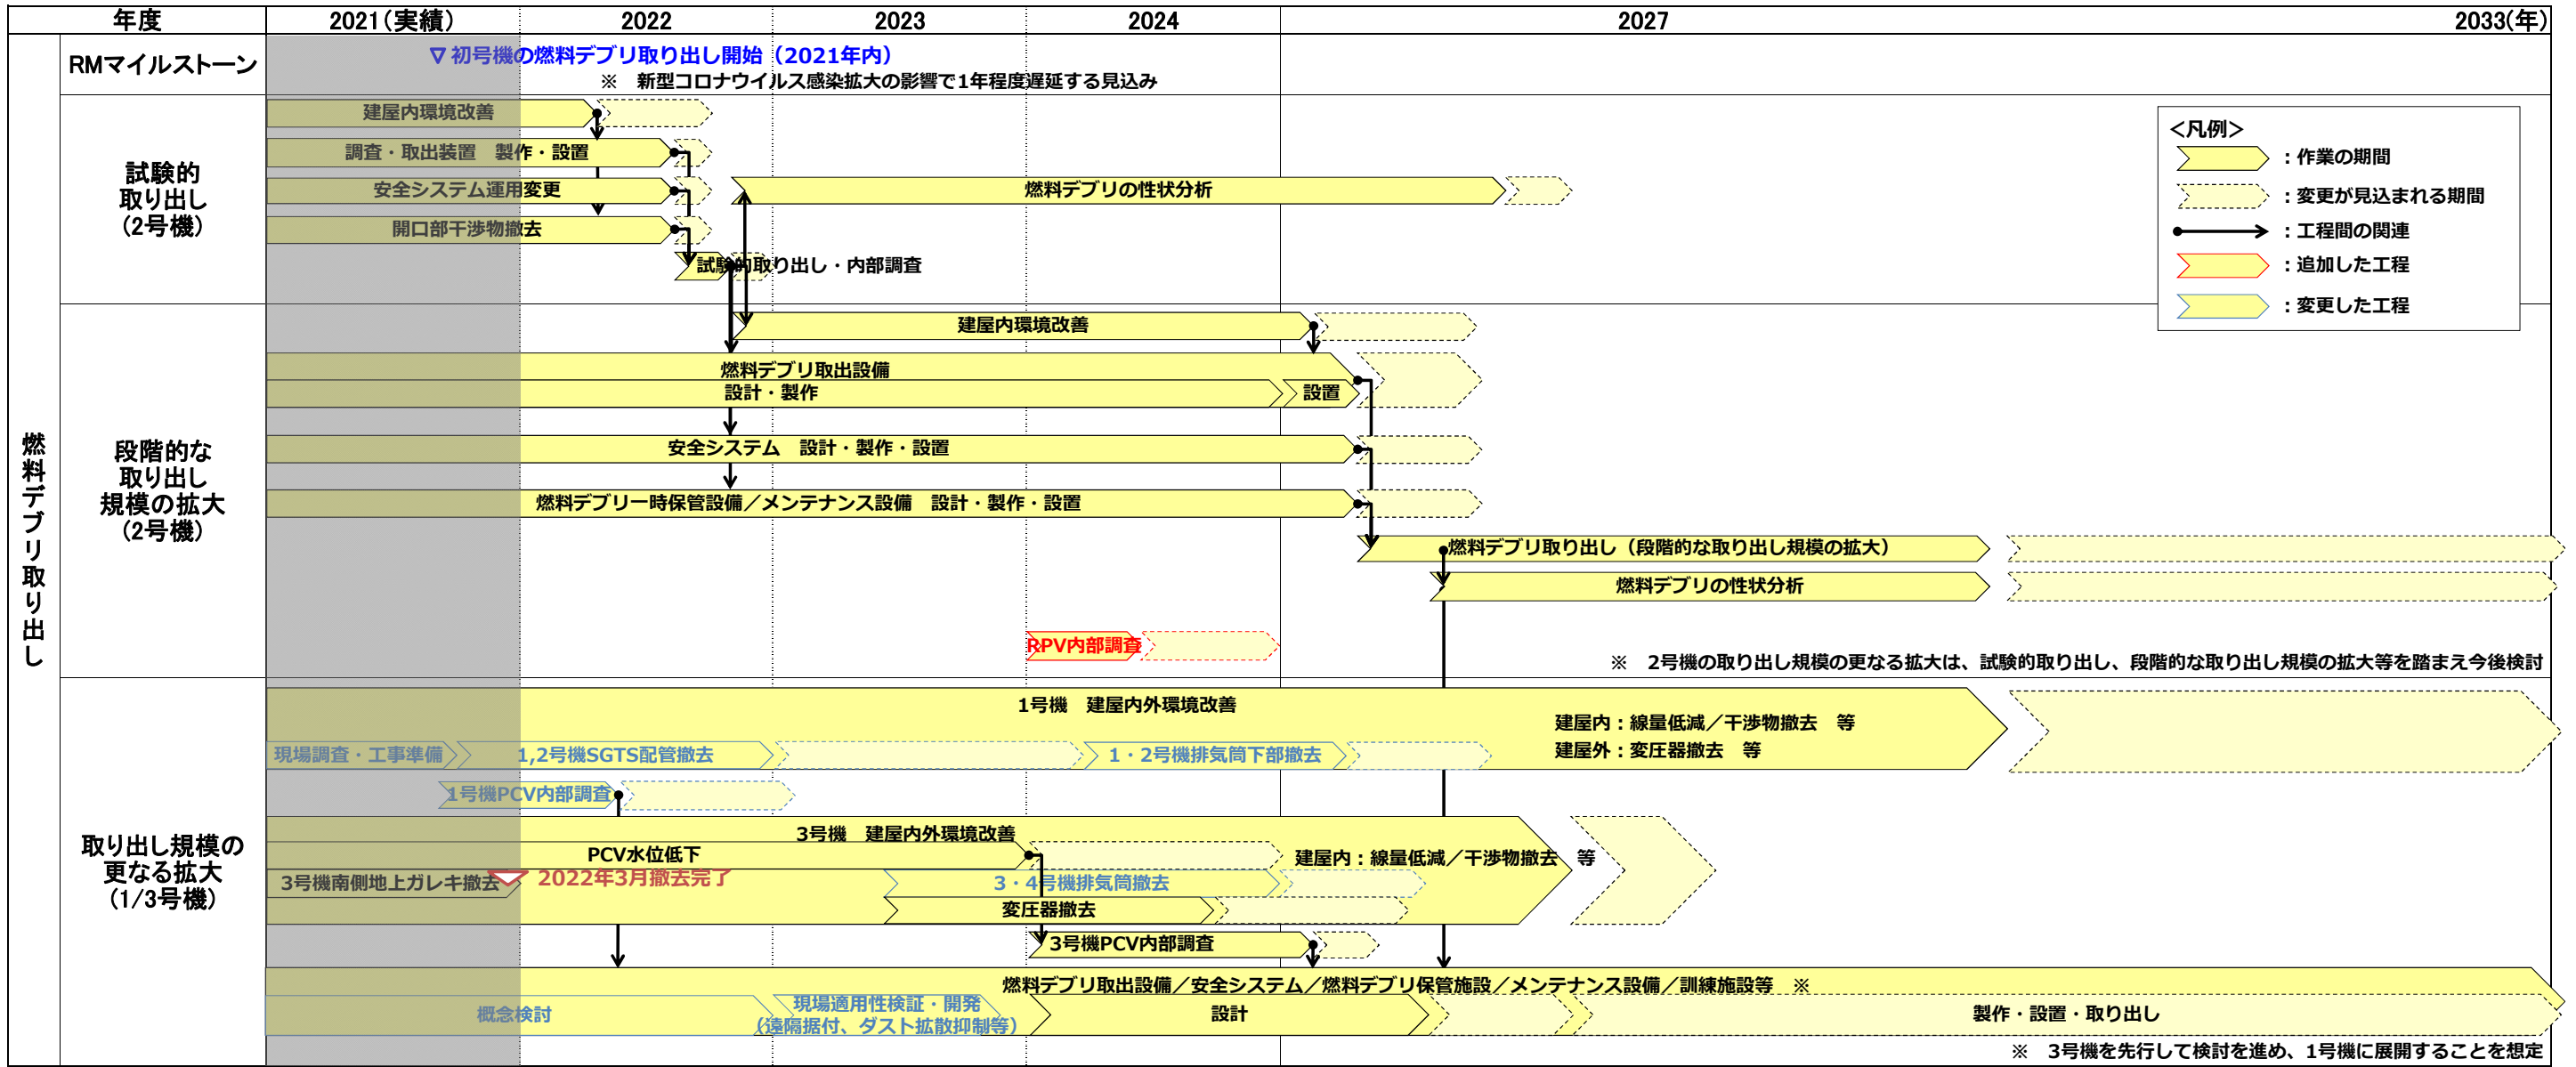 年度
2021(実績)
2022
2023
2024
2027
2033(年)
燃料デブリ取り出し
RMマイルストーン
▽ 初号機の燃料デブリ取り出し開始（2021年内）
※　新型コロナウイルス感染拡大の影響で1年程度遅延する見込み
試験的
取り出し
(2号機)
建屋内環境改善
調査・取出装置　製作・設置
安全システム運用変更
燃料デブリの性状分析
開口部干渉物撤去
試験的取り出し・内部調査
＜凡例＞
：作業の期間
：変更が見込まれる期間
：工程間の関連
：追加した工程
：変更した工程
段階的な
取り出し
規模の拡大
(2号機)
建屋内環境改善
燃料デブリ取出設備
設計・製作
設置
安全システム　設計・製作・設置
燃料デブリ一時保管設備／メンテナンス設備　設計・製作・設置
燃料デブリ取り出し（段階的な取り出し規模の拡大）
燃料デブリの性状分析
RPV内部調査
※　2号機の取り出し規模の更なる拡大は、試験的取り出し、段階的な取り出し規模の拡大等を踏まえ今後検討
取り出し規模の
更なる拡大
(1/3号機)
1号機　建屋内外環境改善
建屋内：線量低減／干渉物撤去　等
建屋外：変圧器撤去　等
現場調査・工事準備
1,2号機SGTS配管撤去
1・2号機排気筒下部撤去
1号機PCV内部調査
3号機　建屋内外環境改善
PCV水位低下
建屋内：線量低減／干渉物撤去　等
3号機南側地上ガレキ撤去
2022年3月撤去完了
3・4号機排気筒撤去
変圧器撤去
3号機PCV内部調査
燃料デブリ取出設備／安全システム／燃料デブリ保管施設／メンテナンス設備／訓練施設等　※
概念検討
現場適用性検証・開発
(遠隔据付、ダスト拡散抑制等)
設計
製作・設置・取り出し
※　3号機を先行して検討を進め、1号機に展開することを想定